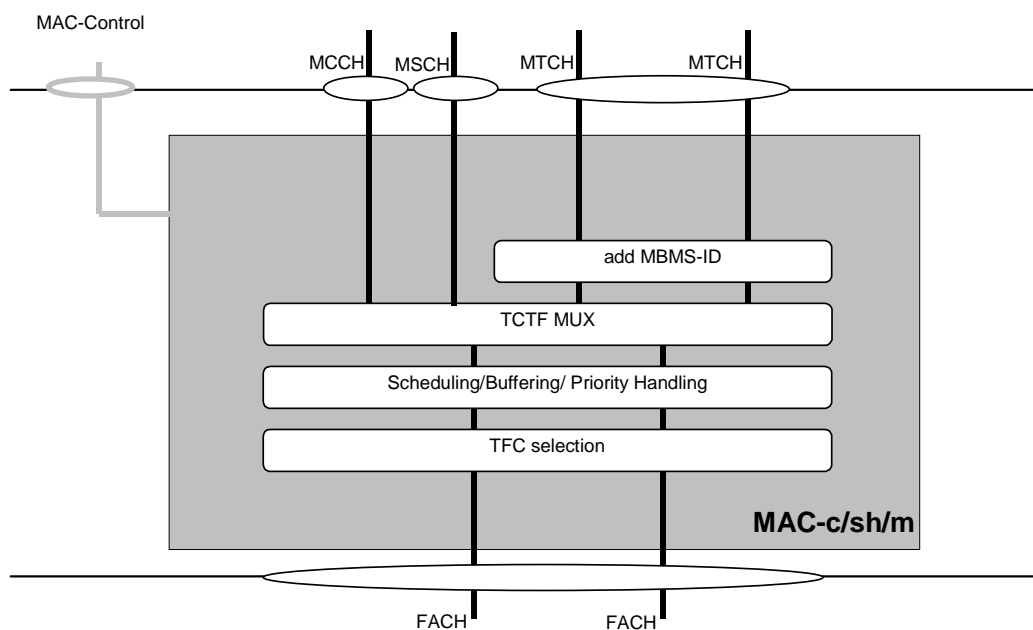 MAC-Control
MCCH
MSCH
MTCH
MTCH
add MBMS-ID
TCTF MUX
Scheduling/Buffering/ Priority Handling
TFC selection
MAC-c/sh/m
FACH
FACH